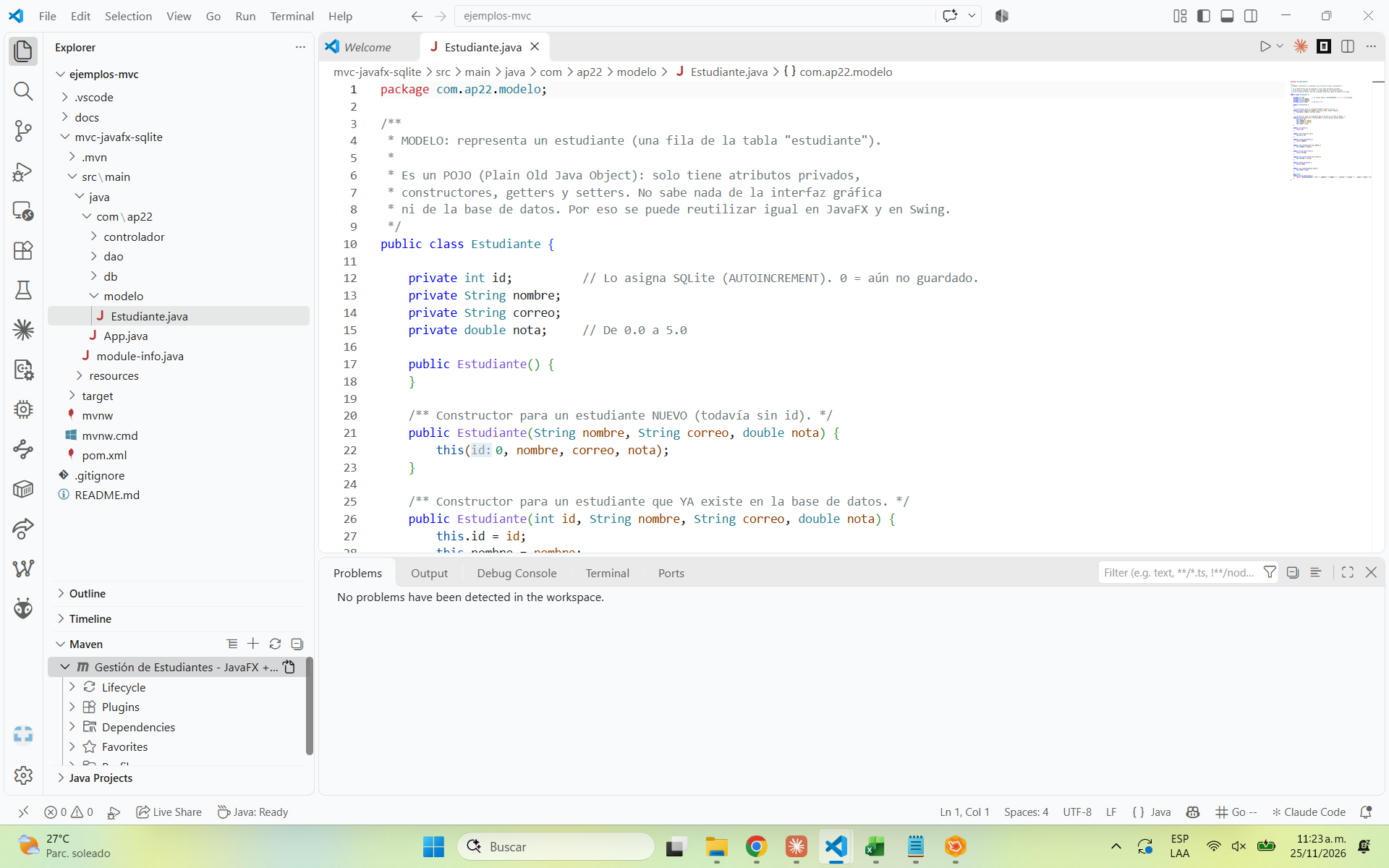 File Edit Selection View Go Run Terminal Help
ejemplos-mvc
Explorer
ejemplos-mvc
.vscode
docs
mvc-javafx-sqlite
.mvn
src\main
java
com\ap22
controlador
dao
db
modelo
Estudiante.java
App.java
module-info.java
resources
target
mvnw
mvnw.cmd
pom.xml
.gitignore
README.md
Outline
Timeline
Maven
Gestión de Estudiantes - JavaFX +...
Lifecycle
Plugins
Dependencies
Favorites
Java Projects
Welcome
Estudiante.java
mvc-javafx-sqlite > src > main > java > com > ap22 > modelo > Estudiante.java > {} com.ap22.modelo
1 package com.ap22.modelo;
2
3 /**
4 * MODELO: representa un estudiante (una fila de la tabla "estudiante").
5 *
6 * Es un POJO (Plain Old Java Object): solo tiene atributos privados,
7 * constructores, getters y setters. No sabe nada de la interfaz gráfica
8 * ni de la base de datos. Por eso se puede reutilizar igual en JavaFX y en Swing.
9 */
10 public class Estudiante {
11
12 private int id; // Lo asigna SQLite (AUTOINCREMENT). 0 = aún no guardado.
13 private String nombre;
14 private String correo;
15 private double nota; // De 0.0 a 5.0
16
17 public Estudiante() {
18 }
19
20 /** Constructor para un estudiante NUEVO (todavía sin id). */
21 public Estudiante(String nombre, String correo, double nota) {
22 this(id: 0, nombre, correo, nota);
23 }
24
25 /** Constructor para un estudiante que YA existe en la base de datos. */
26 public Estudiante(int id, String nombre, String correo, double nota) {
27 this.id = id;
28 this.nombre = nombre;
Problems Output Debug Console Terminal Ports
Filter (e.g. text, **/*.ts, !**/nod...
No problems have been detected in the workspace.
0 0 Live Share Java: Ready
Ln 1, Col 1 Spaces: 4 UTF-8 LF {} Java Go -- Claude Code
27°C
Parc. soleado
Buscar
ESP
LAA
11:23 a. m.
25/11/2026